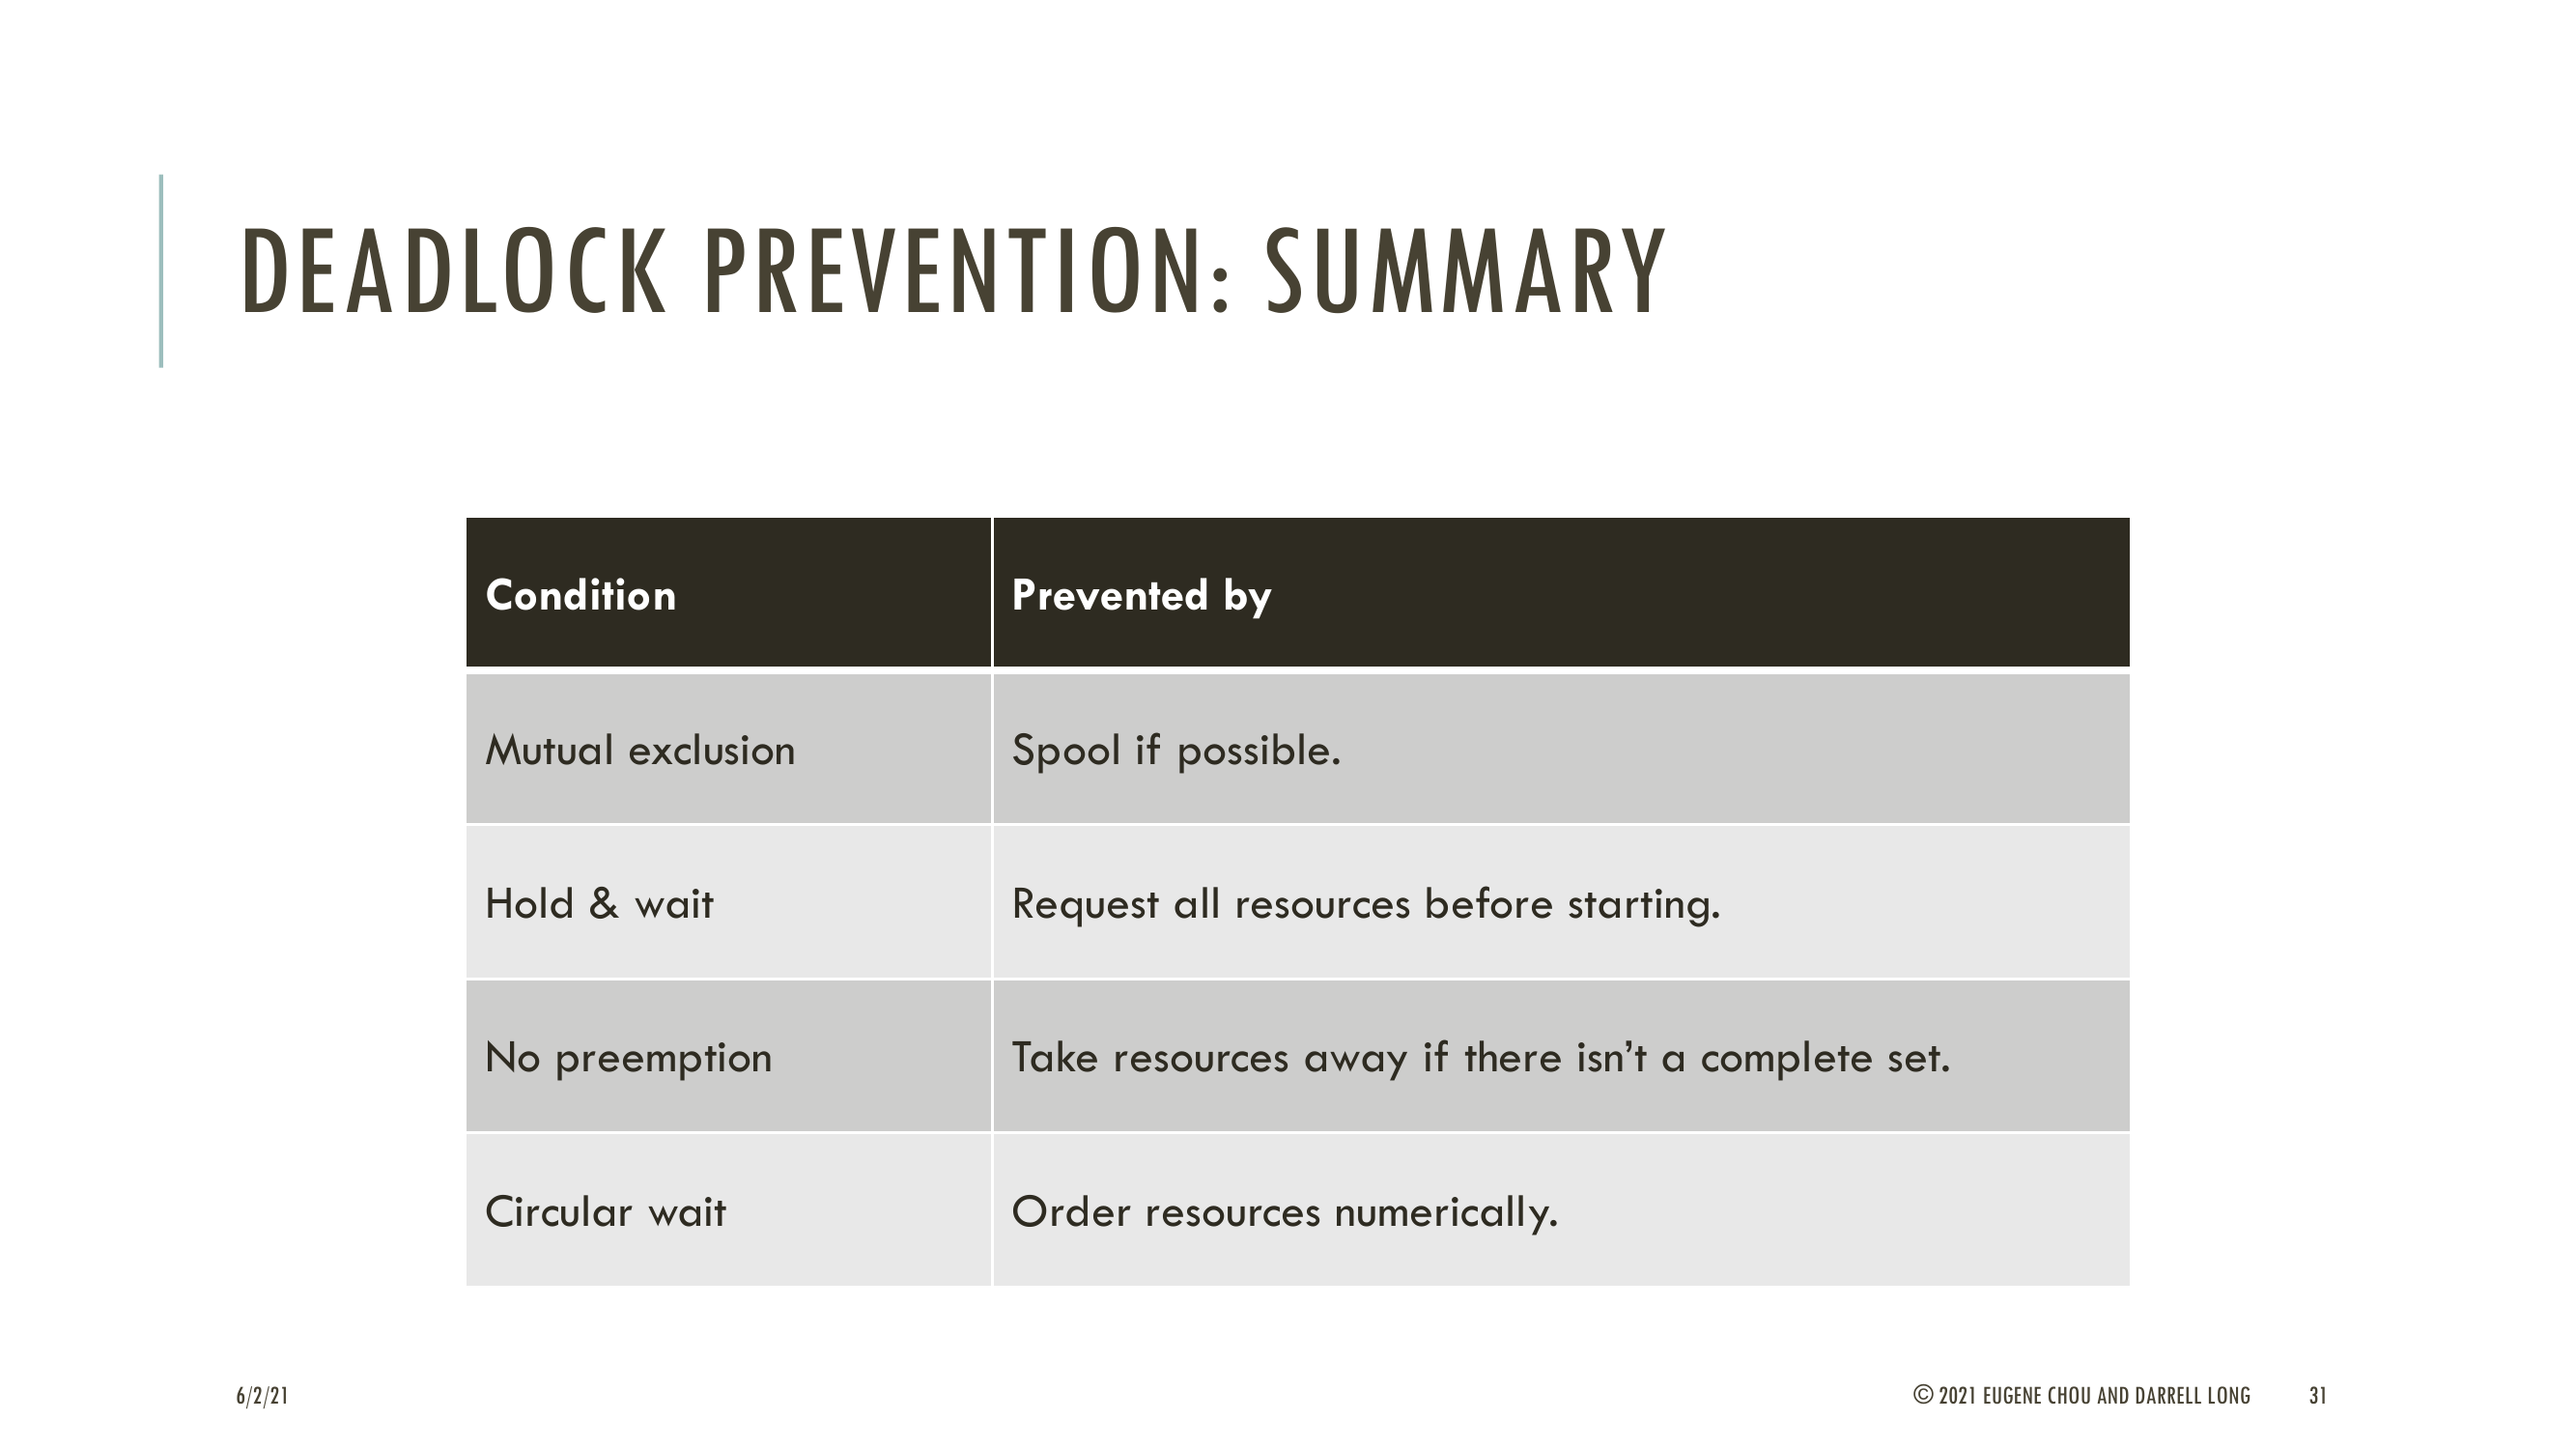 DEADLOCK PREVENTION: SUMMARY
Condition
Prevented by
Mutual exclusion
Spool if possible.
Hold & wait
Request all resources before starting.
No preemption
Take resources away if there isn’t a complete set.
Circular wait
Order resources numerically.
6/2/21
© 2021 EUGENE CHOU AND DARRELL LONG
31